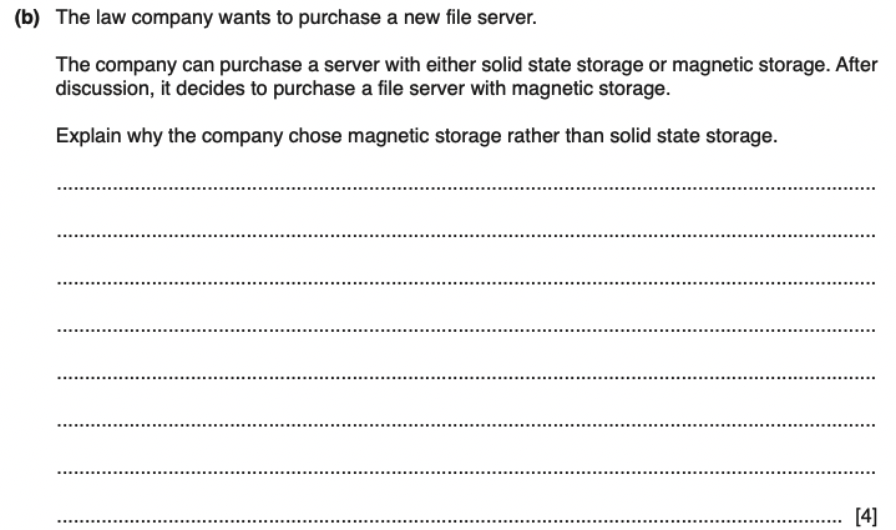 (b) The law company wants to purchase a new file server.
The company can purchase a server with either solid state storage or magnetic storage. After
discussion, it decides to purchase a file server with magnetic storage.
Explain why the company chose magnetic storage rather than solid state storage.
[4]